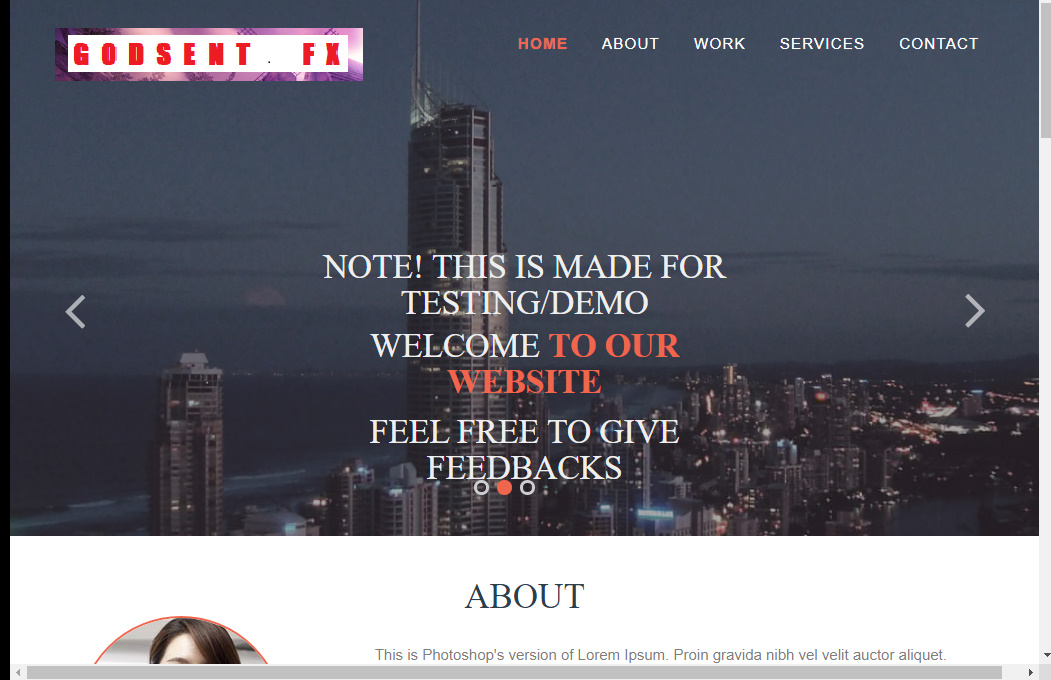 GODSENT. FX
HOME ABOUT WORK SERVICES CONTACT
NOTE! THIS IS MADE FOR
TESTING/DEMO
WELCOME TO OUR
WEBSITE
FEEL FREE TO GIVE
FEEDBACKS
ABOUT
This is Photoshop's version of Lorem Ipsum. Proin gravida nibh vel velit auctor aliquet.